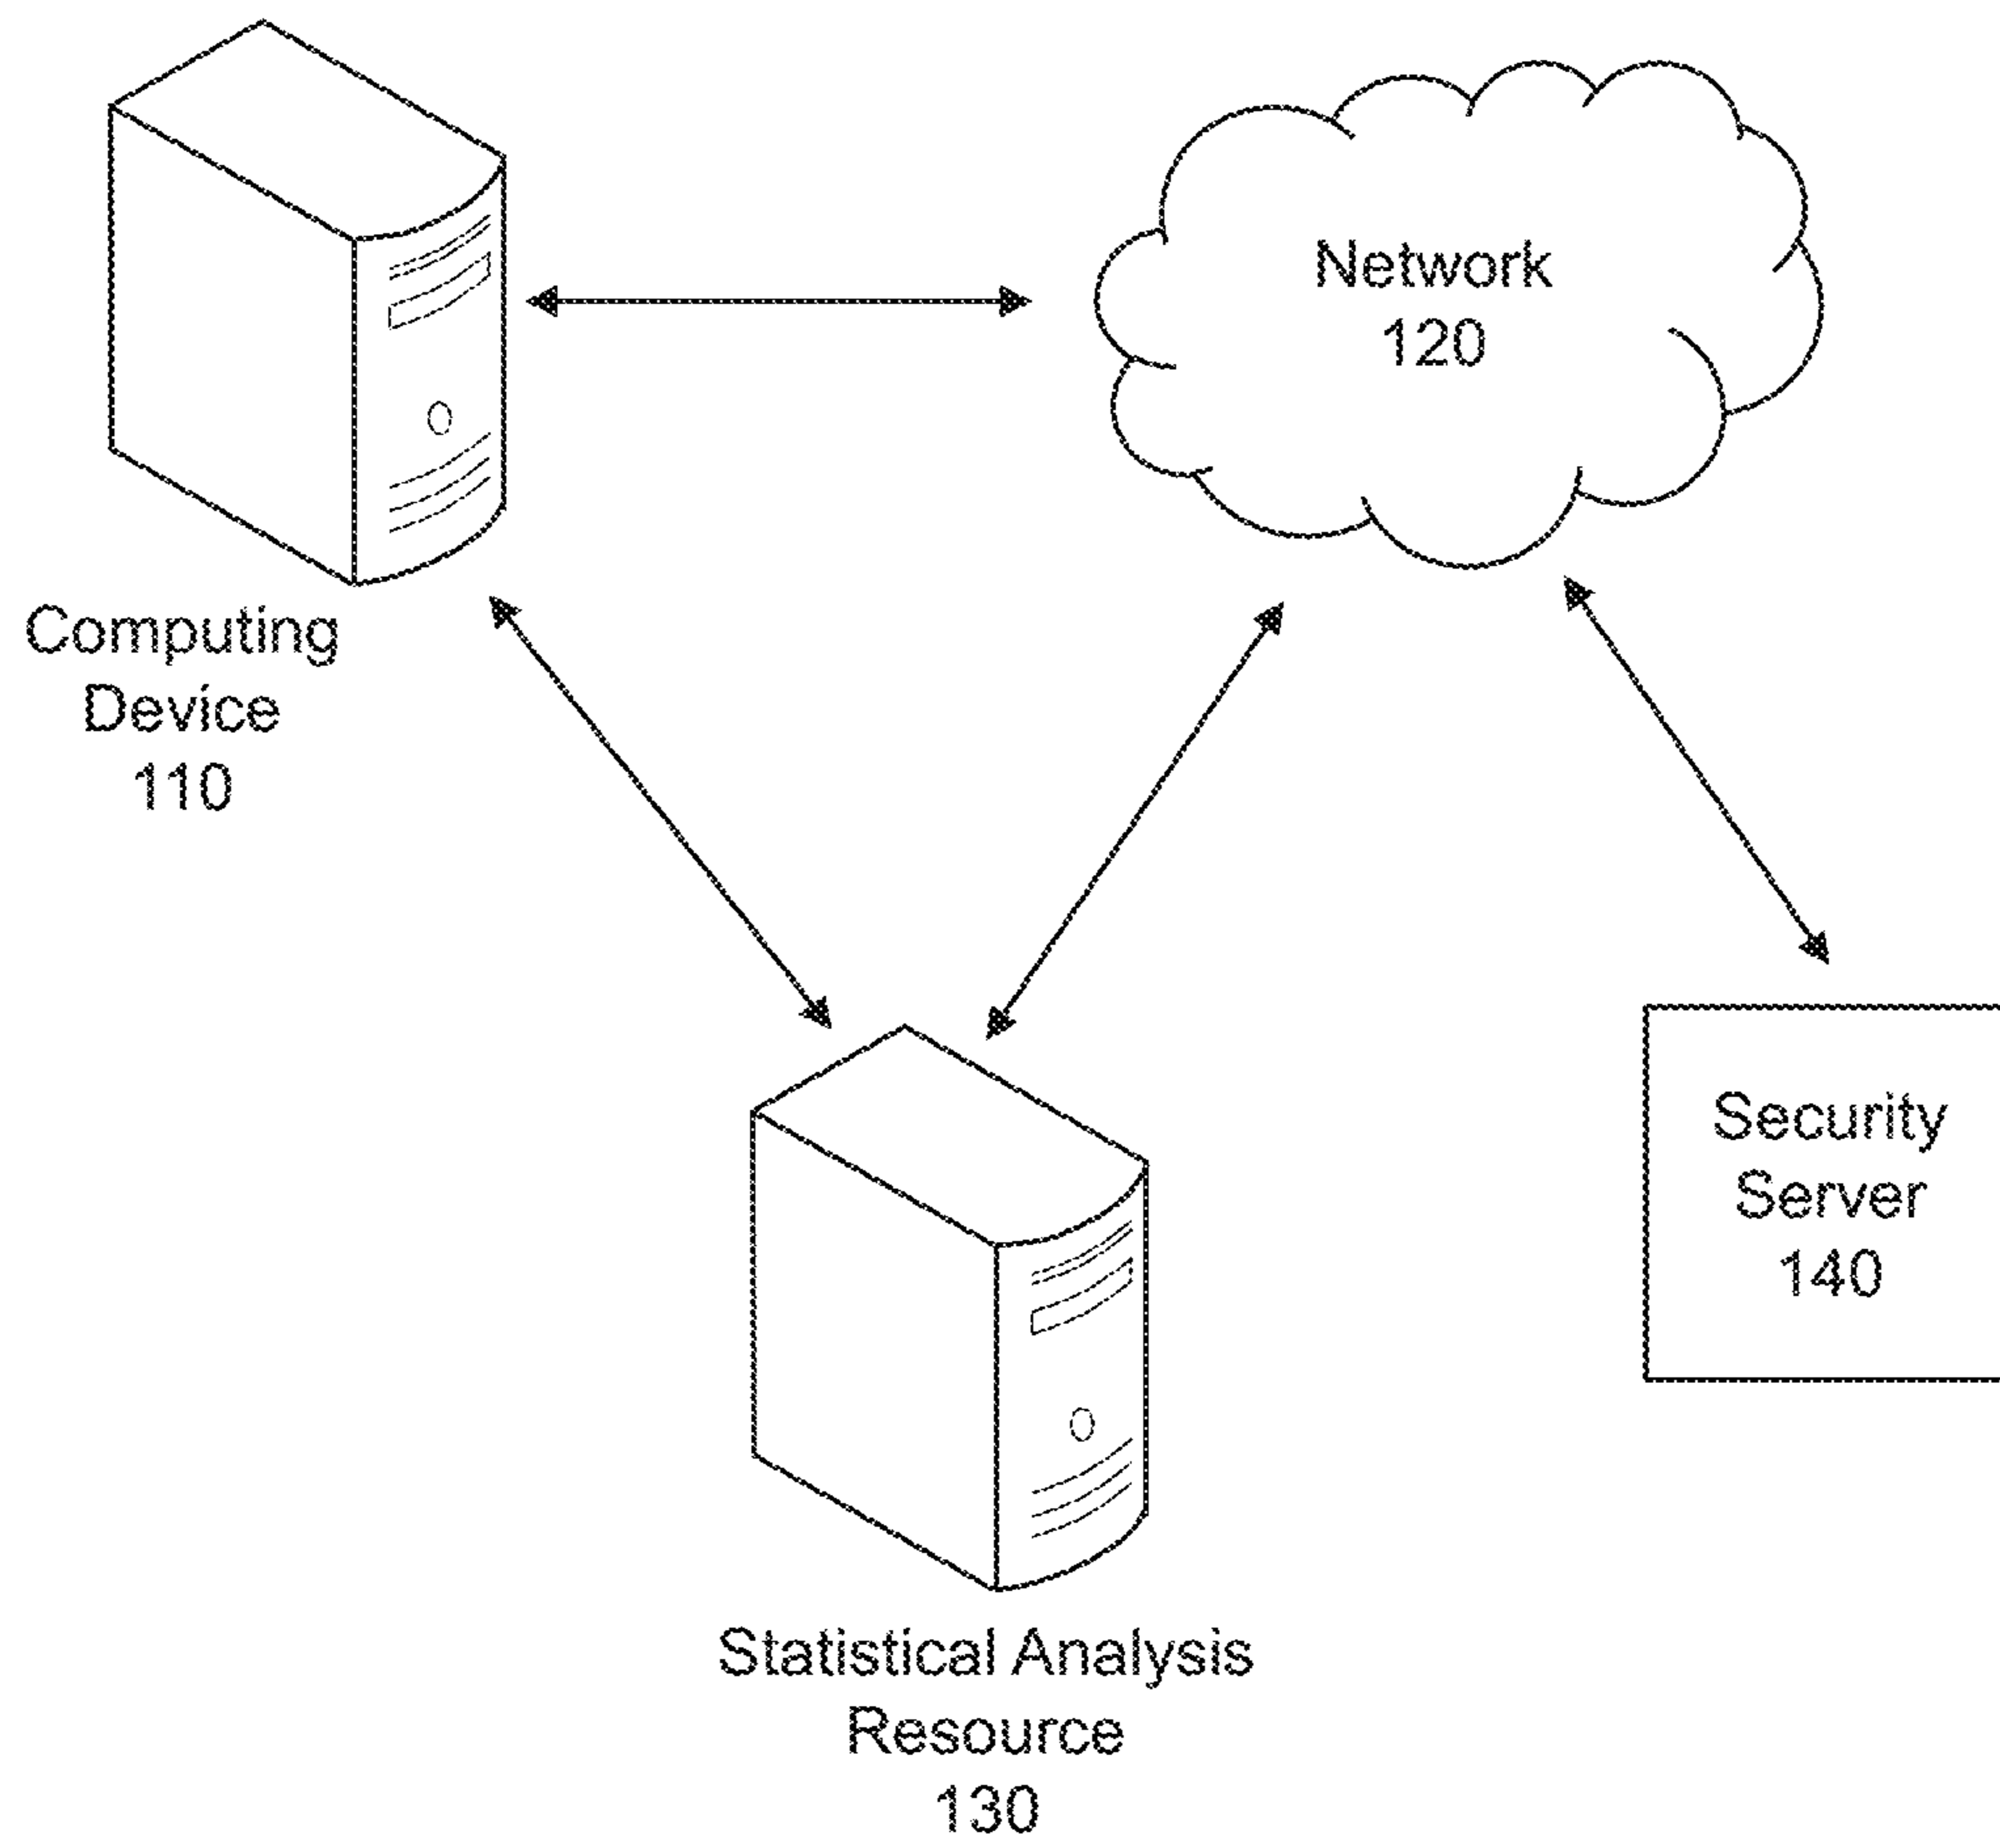 Network
120
Computing
Device
110
Security
Server
140
Statistical Analysis
Resource
130